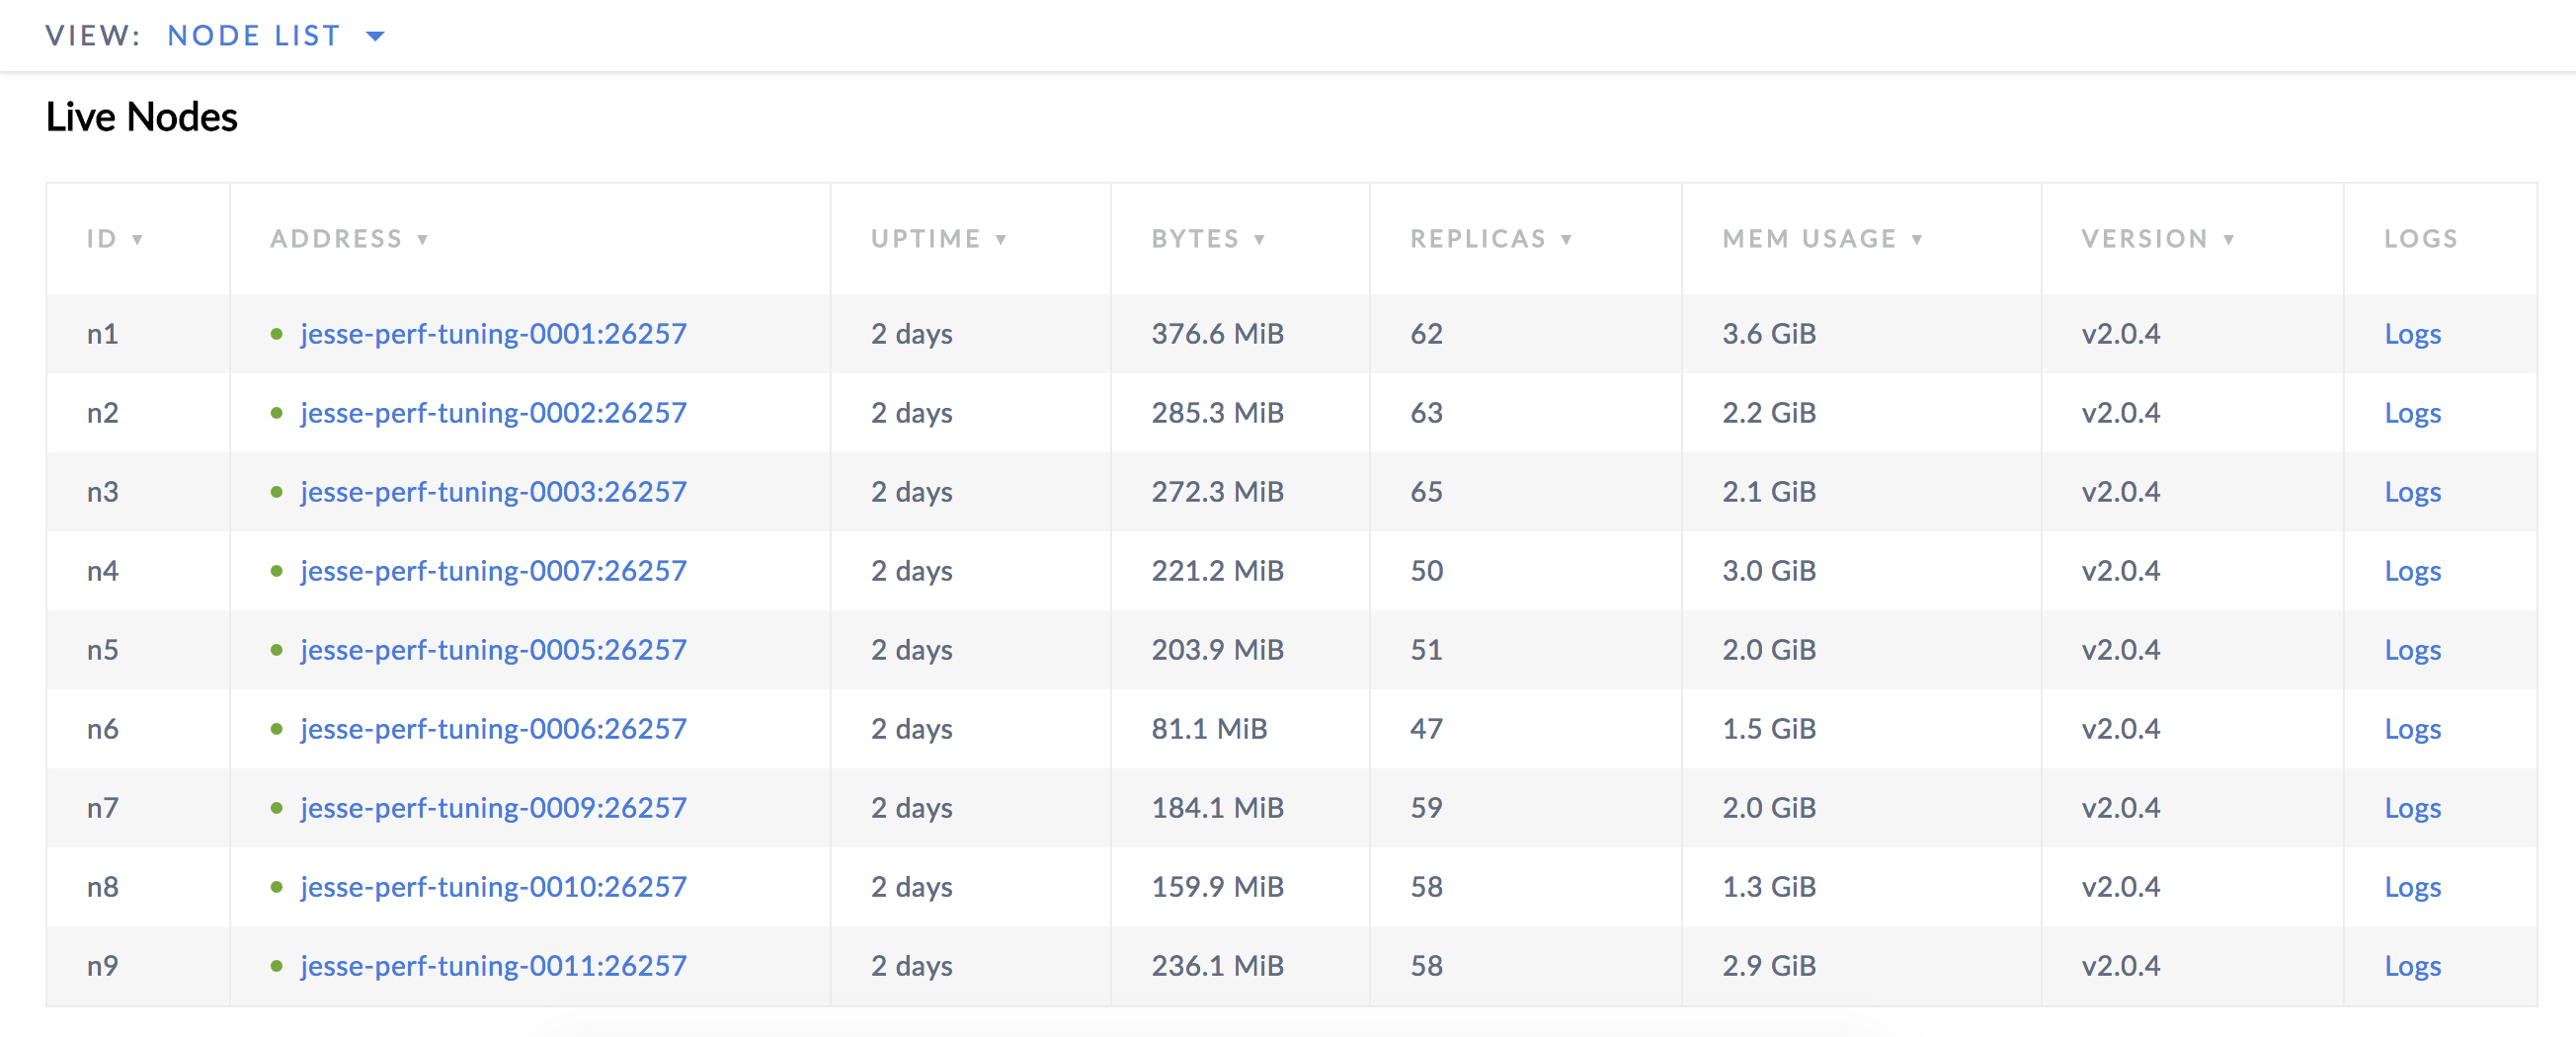 VIEW: NODE LIST
Live Nodes
ID ▼ ADDRESS ▼ UPTIME ▼ BYTES ▼ REPLICAS ▼ MEM USAGE ▼ VERSION ▼ LOGS
n1 jesse-perf-tuning-0001:26257 2 days 376.6 MiB 62 3.6 GiB v2.0.4 Logs
n2 jesse-perf-tuning-0002:26257 2 days 285.3 MiB 63 2.2 GiB v2.0.4 Logs
n3 jesse-perf-tuning-0003:26257 2 days 272.3 MiB 65 2.1 GiB v2.0.4 Logs
n4 jesse-perf-tuning-0007:26257 2 days 221.2 MiB 50 3.0 GiB v2.0.4 Logs
n5 jesse-perf-tuning-0005:26257 2 days 203.9 MiB 51 2.0 GiB v2.0.4 Logs
n6 jesse-perf-tuning-0006:26257 2 days 81.1 MiB 47 1.5 GiB v2.0.4 Logs
n7 jesse-perf-tuning-0009:26257 2 days 184.1 MiB 59 2.0 GiB v2.0.4 Logs
n8 jesse-perf-tuning-0010:26257 2 days 159.9 MiB 58 1.3 GiB v2.0.4 Logs
n9 jesse-perf-tuning-0011:26257 2 days 236.1 MiB 58 2.9 GiB v2.0.4 Logs